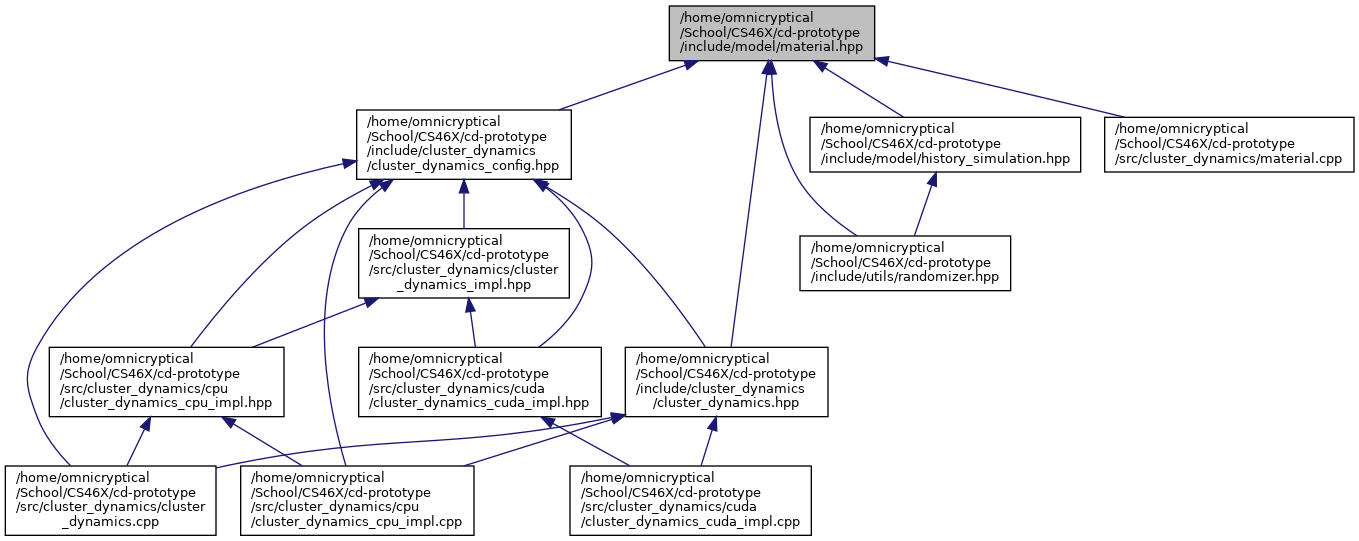 /home/omnicryptical
/School/CS46X/cd-prototype
/include/model/material.hpp
/home/omnicryptical
/School/CS46X/cd-prototype
/include/cluster_dynamics
/cluster_dynamics_config.hpp
/home/omnicryptical
/School/CS46X/cd-prototype
/include/model/history_simulation.hpp
/home/omnicryptical
/School/CS46X/cd-prototype
/src/cluster_dynamics/material.cpp
/home/omnicryptical
/School/CS46X/cd-prototype
/src/cluster_dynamics/cluster
_dynamics_impl.hpp
/home/omnicryptical
/School/CS46X/cd-prototype
/include/utils/randomizer.hpp
/home/omnicryptical
/School/CS46X/cd-prototype
/src/cluster_dynamics/cpu
/cluster_dynamics_cpu_impl.hpp
/home/omnicryptical
/School/CS46X/cd-prototype
/src/cluster_dynamics/cuda
/cluster_dynamics_cuda_impl.hpp
/home/omnicryptical
/School/CS46X/cd-prototype
/include/cluster_dynamics
/cluster_dynamics.hpp
/home/omnicryptical
/School/CS46X/cd-prototype
/src/cluster_dynamics/cluster
_dynamics.cpp
/home/omnicryptical
/School/CS46X/cd-prototype
/src/cluster_dynamics/cpu
/cluster_dynamics_cpu_impl.cpp
/home/omnicryptical
/School/CS46X/cd-prototype
/src/cluster_dynamics/cuda
/cluster_dynamics_cuda_impl.cpp